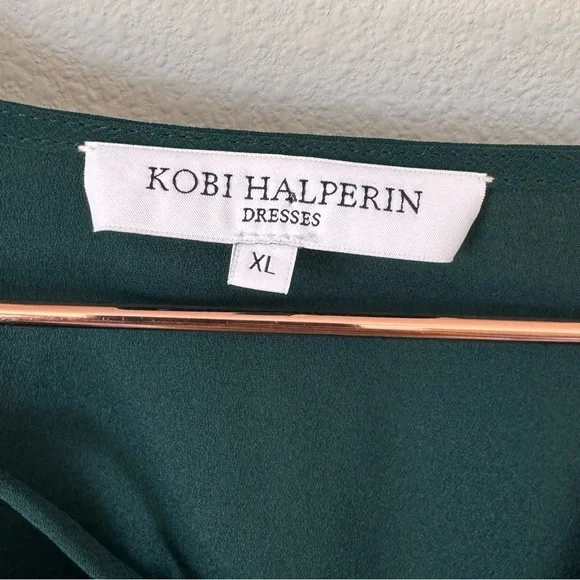 KOBI HALPERIN
DRESSES
XL